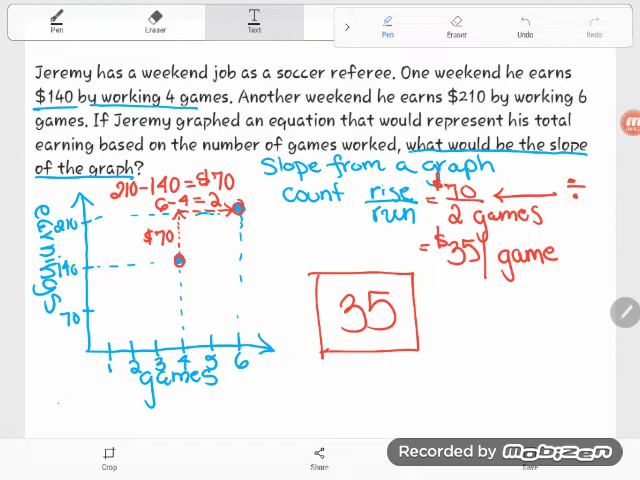 Pen
Eraser
Text
Pen
Eraser
Undo
Redo
Jeremy has a weekend job as a soccer referee. One weekend he earns
$140 by working 4 games. Another weekend he earns $210 by working 6
games. If Jeremy graphed an equation that would represent his total
earning based on the number of games worked, what would be the slope
of the graph?
Slope from a graph
210-140=$70
6-4=2
count rise/run = $70/2 games ÷
= $35/game
earnings
210
$70
140
70
1 2 3 4 5 6
games
35
Crop
Share
Save
Recorded by mobizen